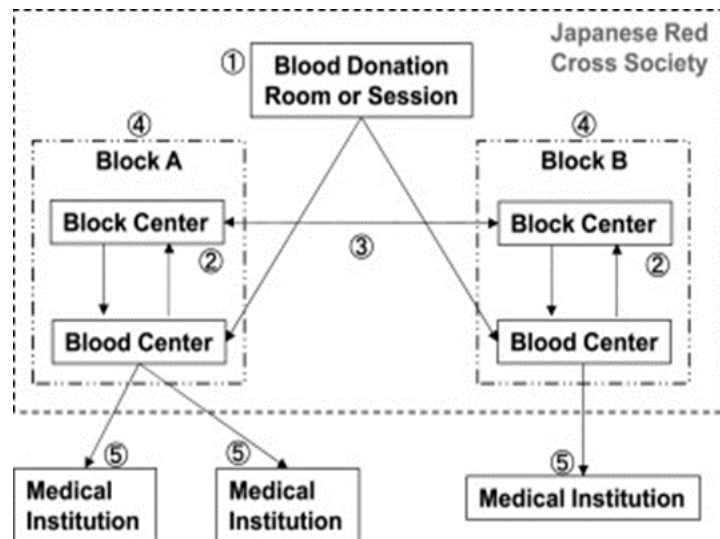 Japanese Red
Cross Society
①
Blood Donation
Room or Session
④
Block A
④
Block B
Block Center
Block Center
③
②
②
Blood Center
Blood Center
⑤
⑤
⑤
Medical
Institution
Medical
Institution
Medical Institution